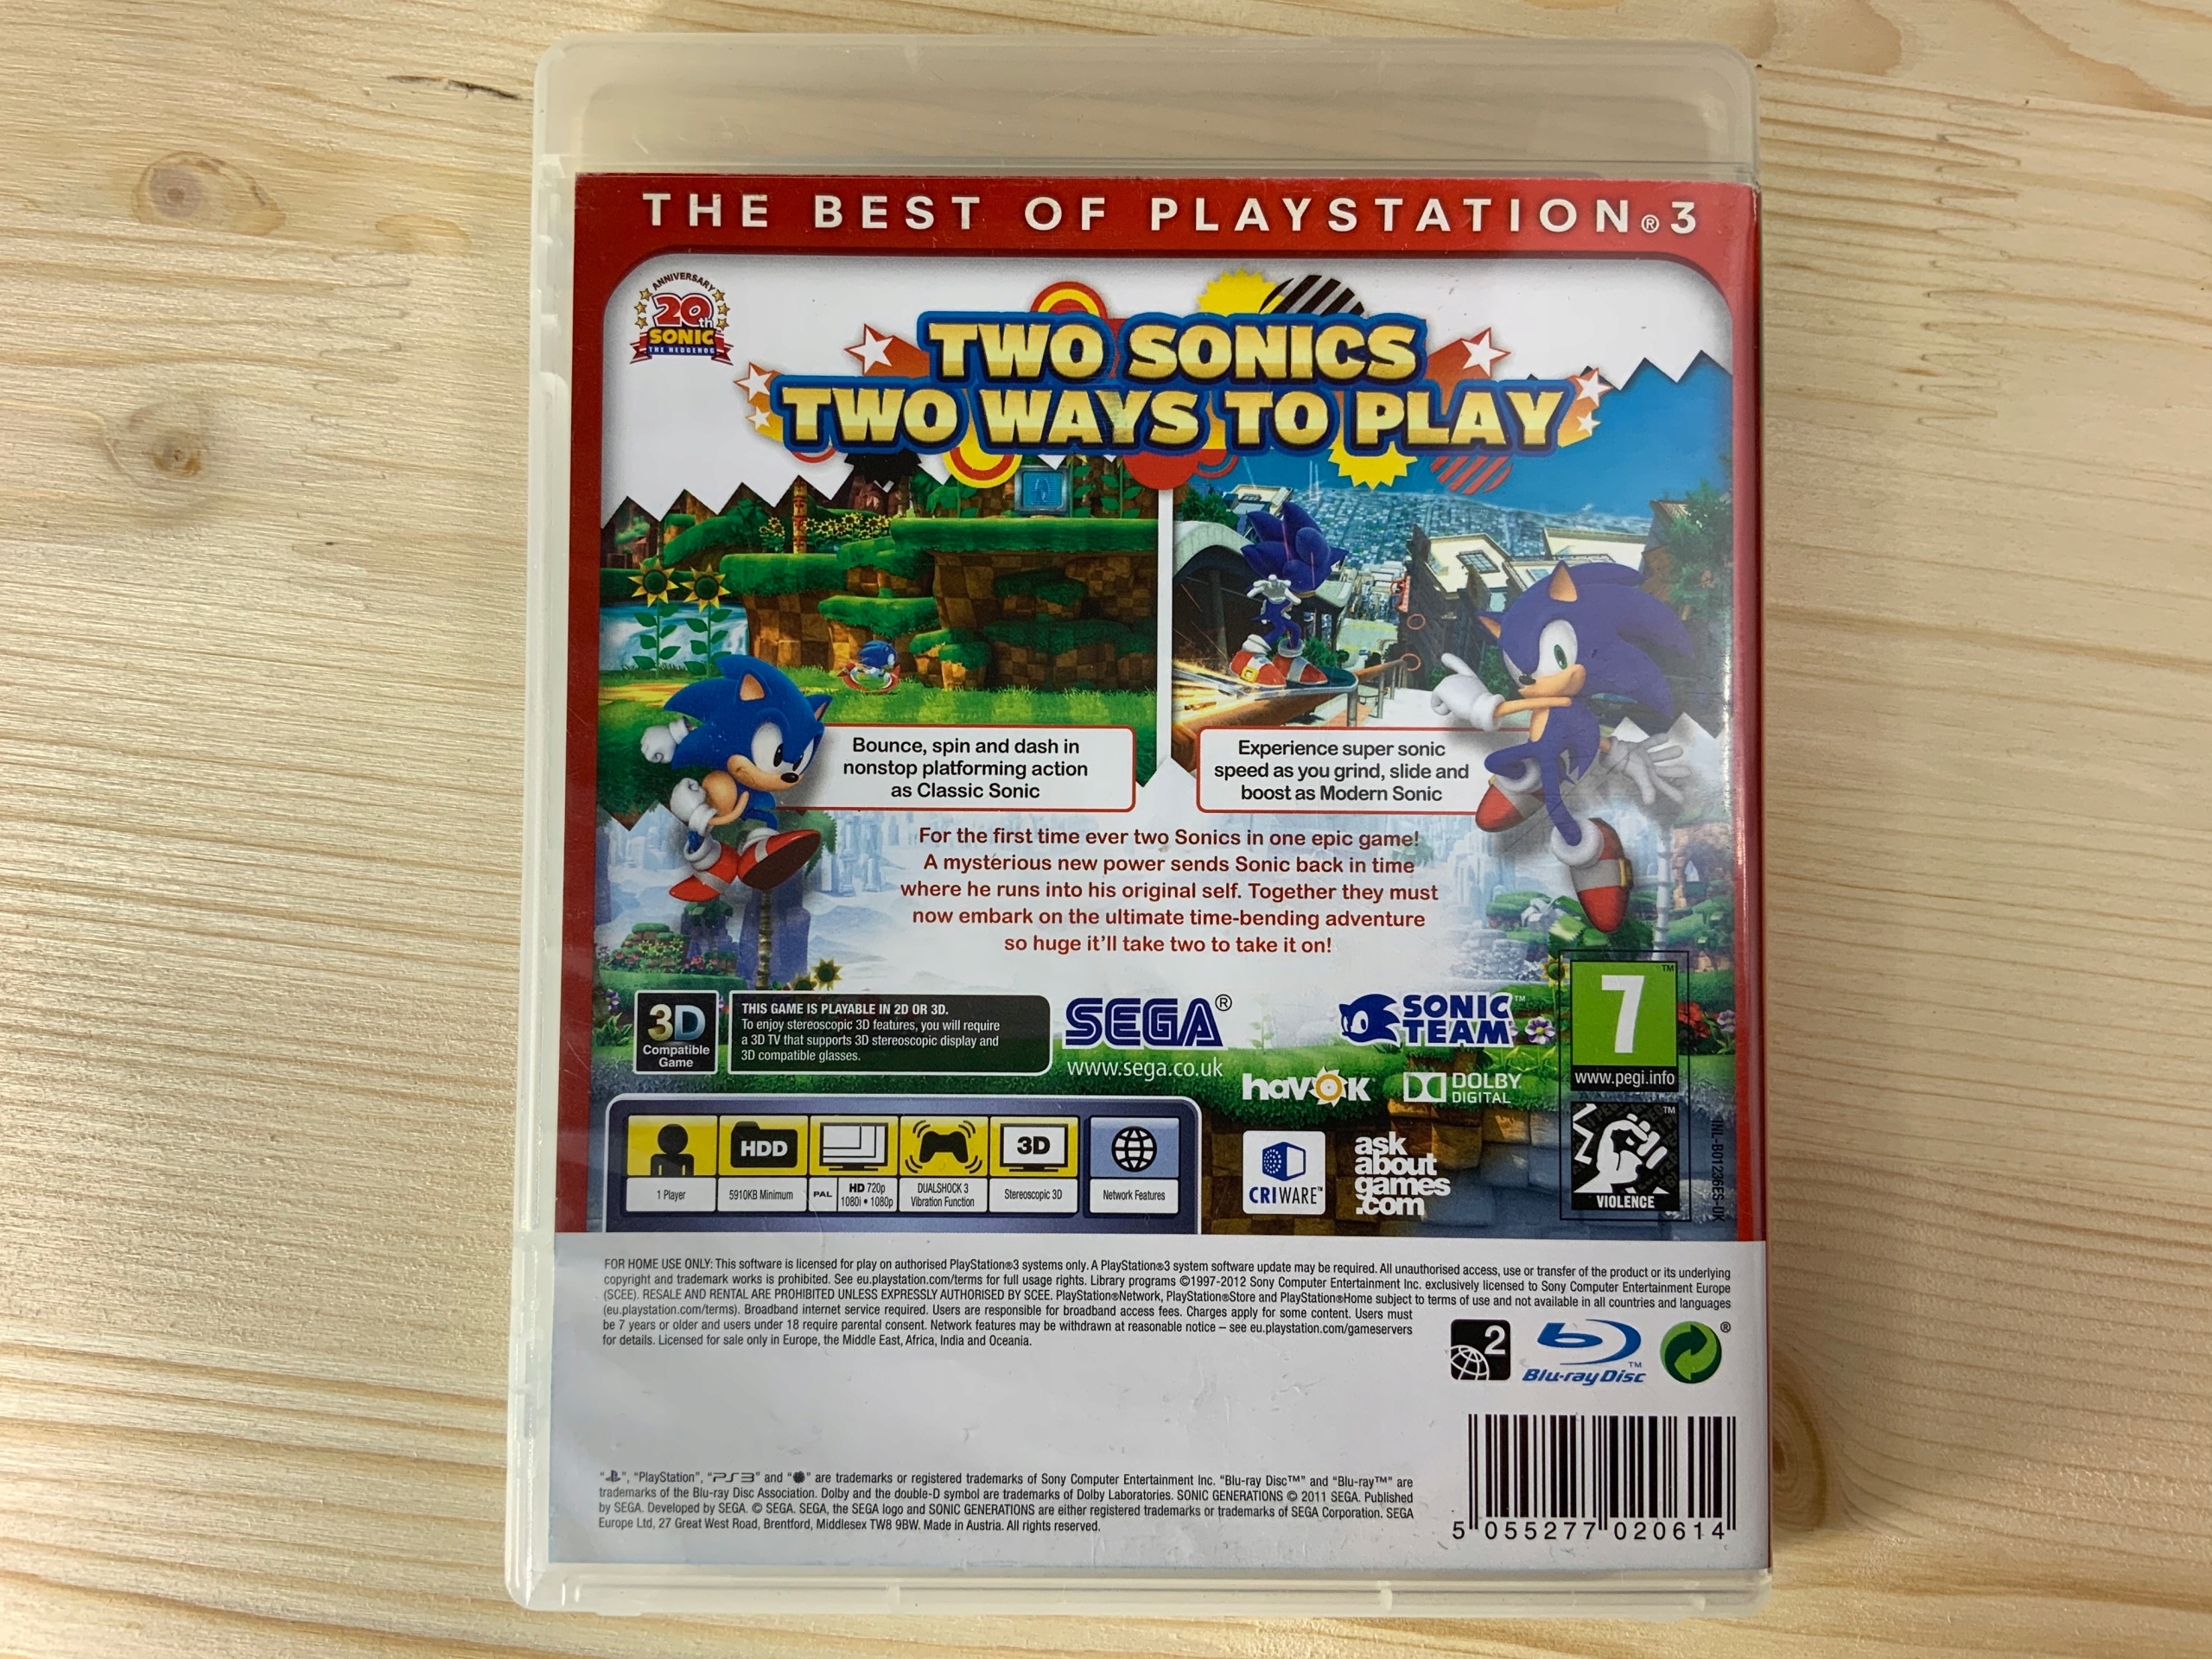 THE BEST OF PLAYSTATION®3
ANNIVERSARY
20th
SONIC
THE HEDGEHOG
TWO SONICS
TWO WAYS TO PLAY
Bounce, spin and dash in
nonstop platforming action
as Classic Sonic
Experience super sonic
speed as you grind, slide and
boost as Modern Sonic
For the first time ever two Sonics in one epic game!
A mysterious new power sends Sonic back in time
where he runs into his original self. Together they must
now embark on the ultimate time-bending adventure
so huge it'll take two to take it on!
3D
Compatible
Game
THIS GAME IS PLAYABLE IN 2D OR 3D.
To enjoy stereoscopic 3D features, you will require
a 3D TV that supports 3D stereoscopic display and
3D compatible glasses.
SEGA®
www.sega.co.uk
SONIC
TEAM™
7™
www.pegi.info
havok
DOLBY
DIGITAL
HDD
3D
1 Player
5910KB Minimum
PAL
HD 720p
1080i • 1080p
DUALSHOCK 3
Vibration Function
Stereoscopic 3D
Network Features
CRIWARE™
ask
about
games
.com
™
VIOLENCE
FOR HOME USE ONLY: This software is licensed for play on authorised PlayStation®3 systems only. A PlayStation®3 system software update may be required. All unauthorised access, use or transfer of the product or its underlying
copyright and trademark works is prohibited. See eu.playstation.com/terms for full usage rights. Library programs ©1997-2012 Sony Computer Entertainment Inc. exclusively licensed to Sony Computer Entertainment Europe
(SCEE). RESALE AND RENTAL ARE PROHIBITED UNLESS EXPRESSLY AUTHORISED BY SCEE. PlayStation®Network, PlayStation®Store and PlayStation®Home subject to terms of use and not available in all countries and languages
(eu.playstation.com/terms). Broadband internet service required. Users are responsible for broadband access fees. Charges apply for some content. Users must
be 7 years or older and users under 18 require parental consent. Network features may be withdrawn at reasonable notice – see eu.playstation.com/gameservers
for details. Licensed for sale only in Europe, the Middle East, Africa, India and Oceania.
2
Blu-ray Disc™
®
"", "PlayStation", "PS3" and "" are trademarks or registered trademarks of Sony Computer Entertainment Inc. "Blu-ray Disc™" and "Blu-ray™" are
trademarks of the Blu-ray Disc Association. Dolby and the double-D symbol are trademarks of Dolby Laboratories. SONIC GENERATIONS © 2011 SEGA. Published
by SEGA. Developed by SEGA. © SEGA. SEGA, the SEGA logo and SONIC GENERATIONS are either registered trademarks or trademarks of SEGA Corporation. SEGA
Europe Ltd, 27 Great West Road, Brentford, Middlesex TW8 9BW. Made in Austria. All rights reserved.
5 055277 020614